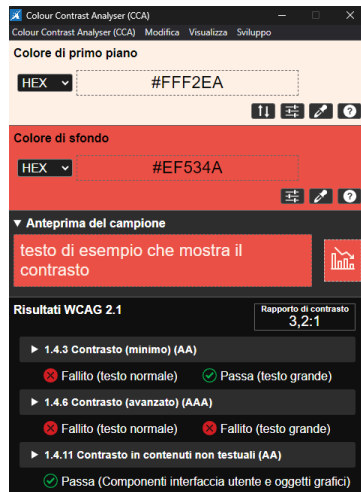 Colour Contrast Analyser (CCA)
Colour Contrast Analyser (CCA) Modifica Visualizza Sviluppo
Colore di primo piano
HEX #FFF2EA
Colore di sfondo
HEX #EF534A
▼ Anteprima del campione
testo di esempio che mostra il
contrasto
Risultati WCAG 2.1
Rapporto di contrasto
3,2:1
▶ 1.4.3 Contrasto (minimo) (AA)
Fallito (testo normale) Passa (testo grande)
▶ 1.4.6 Contrasto (avanzato) (AAA)
Fallito (testo normale) Fallito (testo grande)
▶ 1.4.11 Contrasto in contenuti non testuali (AA)
Passa (Componenti interfaccia utente e oggetti grafici)